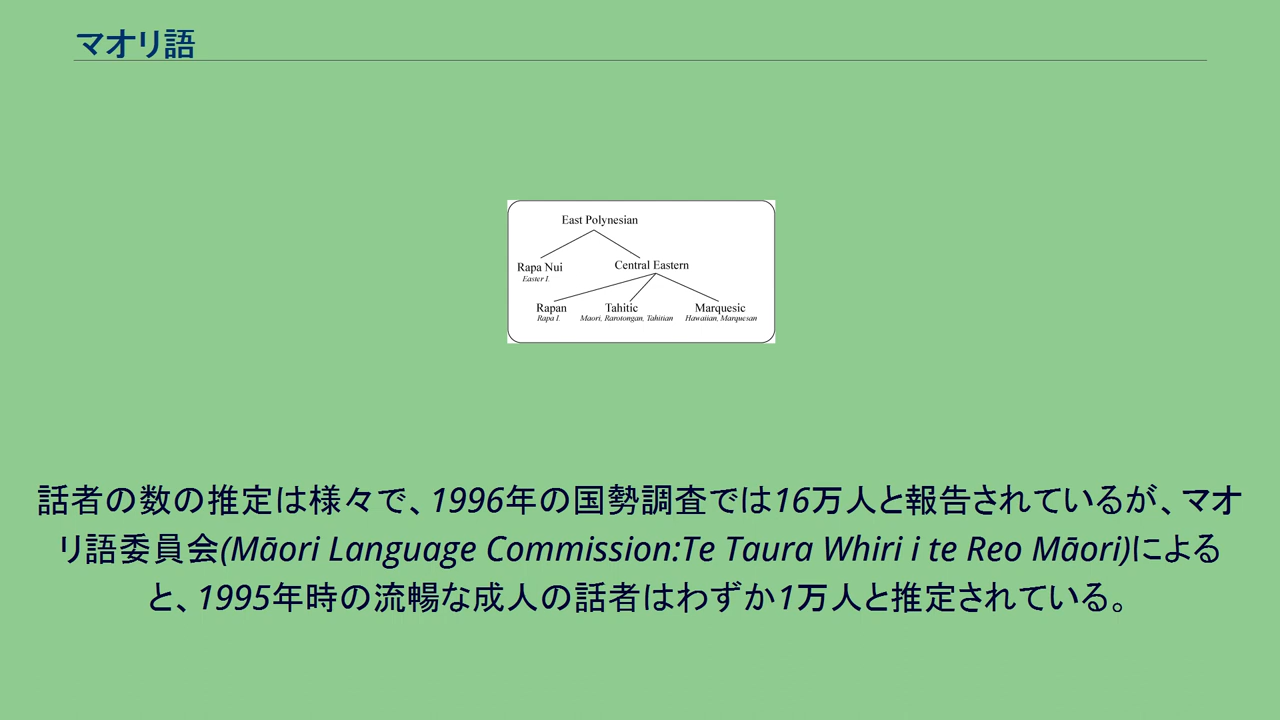 マオリ語
East Polynesian
Rapa Nui
Easter I.
Central Eastern
Rapan
Rapa I.
Tahitic
Maori, Rarotongan, Tahitian
Marquesic
Hawaiian, Marquesan
話者の数の推定は様々で、1996年の国勢調査では16万人と報告されているが、マオ
リ語委員会(Māori Language Commission:Te Taura Whiri i te Reo Māori)による
と、1995年時の流暢な成人の話者はわずか1万人と推定されている。